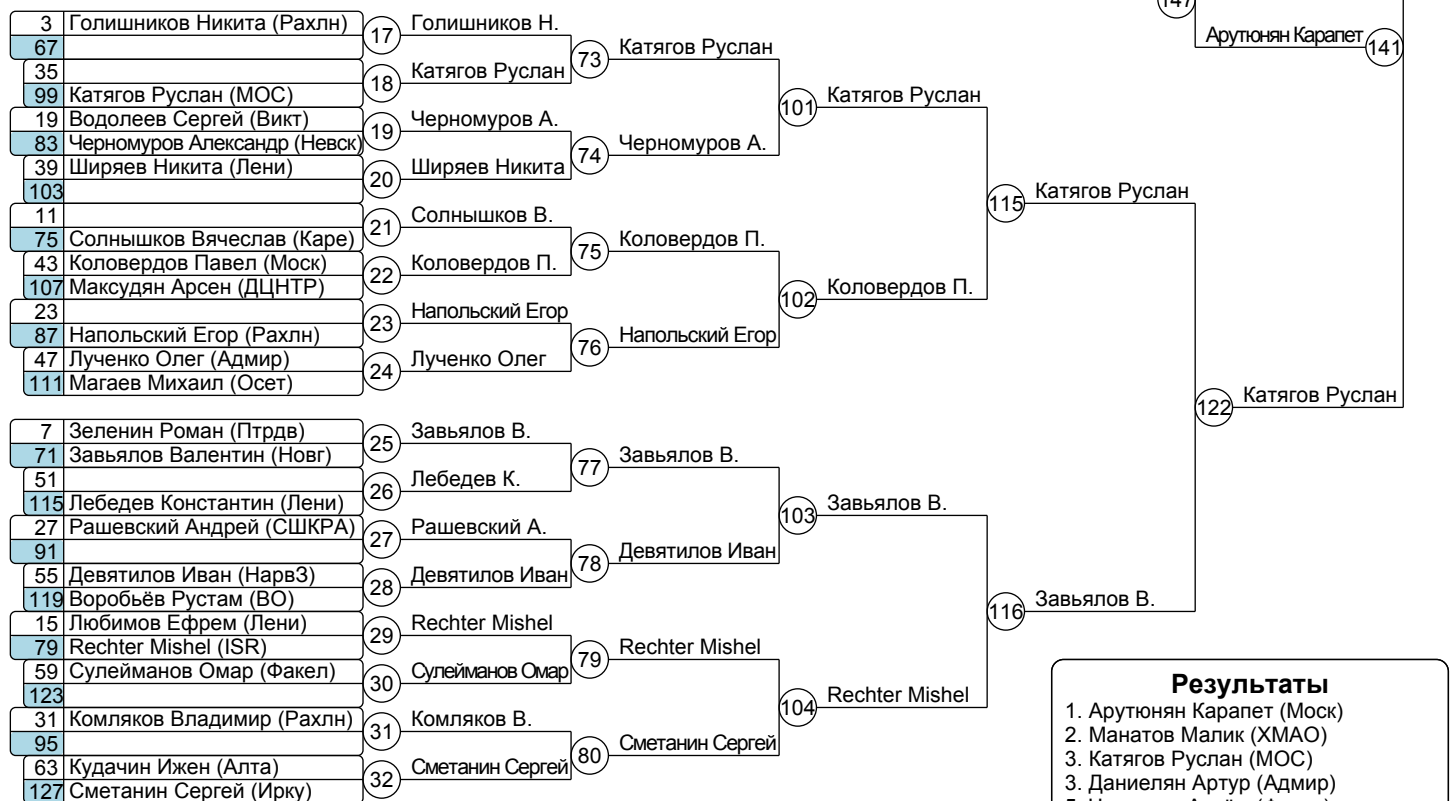 147
Арутюнян Карапет 141
3 Голишников Никита (Рахлн)
67
17 Голишников Н.
35
99 Катягов Руслан (МОС)
18 Катягов Руслан
73 Катягов Руслан
19 Водолеев Сергей (Викт)
83 Черномуров Александр (Невск)
19 Черномуров А.
39 Ширяев Никита (Лени)
103
20 Ширяев Никита
74 Черномуров А.
101 Катягов Руслан
11
75 Солнышков Вячеслав (Каре)
21 Солнышков В.
43 Коловердов Павел (Моск)
107 Максудян Арсен (ДЦНТР)
22 Коловердов П.
75 Коловердов П.
23
87 Напольский Егор (Рахлн)
23 Напольский Егор
47 Лученко Олег (Адмир)
111 Магаев Михаил (Осет)
24 Лученко Олег
76 Напольский Егор
102 Коловердов П.
115 Катягов Руслан
7 Зеленин Роман (Птрдв)
71 Завьялов Валентин (Новг)
25 Завьялов В.
51
115 Лебедев Константин (Лени)
26 Лебедев К.
77 Завьялов В.
27 Рашевский Андрей (СШКРА)
91
27 Рашевский А.
55 Девятилов Иван (НарвЗ)
119 Воробьёв Рустам (ВО)
28 Девятилов Иван
78 Девятилов Иван
103 Завьялов В.
15 Любимов Ефрем (Лени)
79 Rechter Mishel (ISR)
29 Rechter Mishel
59 Сулейманов Омар (Факел)
123
30 Сулейманов Омар
79 Rechter Mishel
31 Комляков Владимир (Рахлн)
95
31 Комляков В.
63 Кудачин Ижен (Алта)
127 Сметанин Сергей (Ирку)
32 Сметанин Сергей
80 Сметанин Сергей
104 Rechter Mishel
116 Завьялов В.
122 Катягов Руслан
Результаты
1. Арутюнян Карапет (Моск)
2. Манатов Малик (ХМАО)
3. Катягов Руслан (МОС)
3. Даниелян Артур (Адмир)